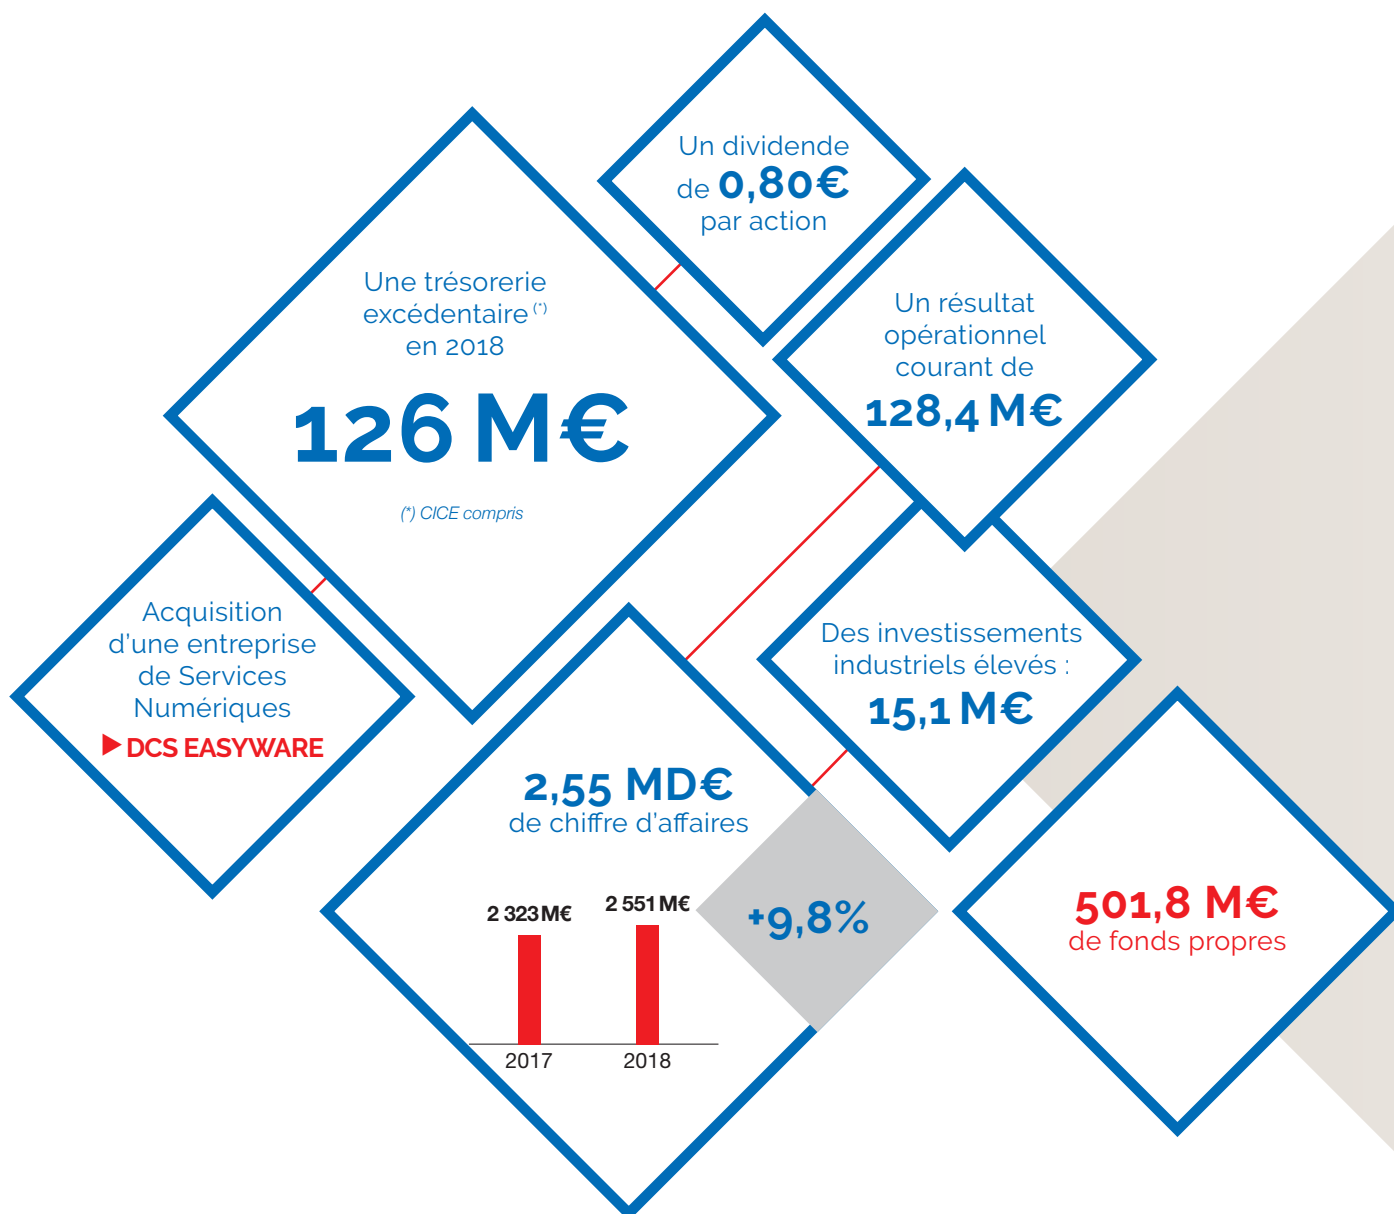 Un dividende
de 0,80€
par action
Une trésorerie
excédentaire (*)
en 2018
126 M€
(*) CICE compris
Un résultat
opérationnel
courant de
128,4 M€
Acquisition
d'une entreprise
de Services
Numériques
▶ DCS EASYWARE
Des investissements
industriels élevés :
15,1 M€
2,55 MD€
de chiffre d'affaires
2 323 M€
2 551 M€
+9,8%
2017
2018
501,8 M€
de fonds propres